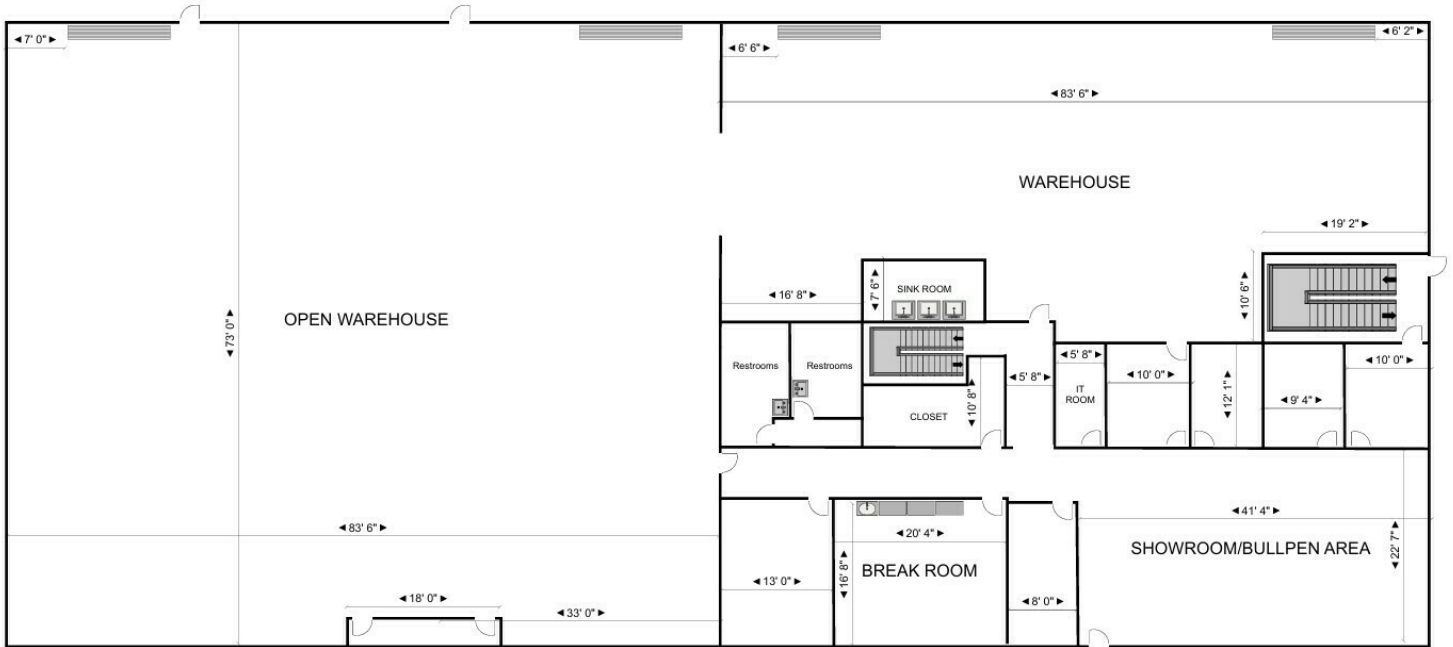 ◄ 7' 0" ►
◄ 6' 6" ►
◄ 6' 2" ►
◄ 83' 6" ►
WAREHOUSE
◄ 19' 2" ►
◄ 16' 8" ►
◄ 7' 6" ►
SINK ROOM
◄ 10' 6" ►
OPEN WAREHOUSE
◄ 73' 0" ►
Restrooms
Restrooms
◄ 5' 8" ►
◄ 5' 8" ►
◄ 10' 0" ►
◄ 10' 0" ►
IT
ROOM
◄ 10' 8" ►
◄ 12' 1" ►
◄ 9' 4" ►
CLOSET
◄ 83' 6" ►
◄ 41' 4" ►
◄ 20' 4" ►
SHOWROOM/BULLPEN AREA
◄ 22' 7" ►
BREAK ROOM
◄ 16' 8" ►
◄ 13' 0" ►
◄ 18' 0" ►
◄ 33' 0" ►
◄ 8' 0" ►